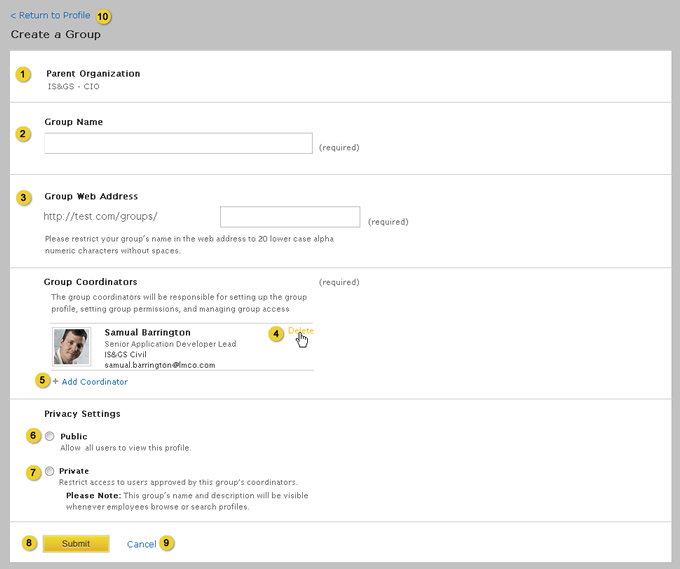 < Return to Profile 10
Create a Group
1 Parent Organization
IS&GS - CIO
Group Name
2 (required)
3 Group Web Address
http://test.com/groups/ (required)
Please restrict your group's name in the web address to 20 lower case alpha
numeric characters without spaces.
Group Coordinators (required)
The group coordinators will be responsible for setting up the group
profile, setting group permissions, and managing group access
Samual Barrington 4 Delete
Senior Application Developer Lead
IS&GS Civil
samual.barrington@lmco.com
5 + Add Coordinator
Privacy Settings
6 Public
Allow all users to view this profile.
7 Private
Restrict access to users approved by this group's coordinators.
Please Note: This group's name and description will be visible
whenever employees browse or search profiles.
8 Submit Cancel 9